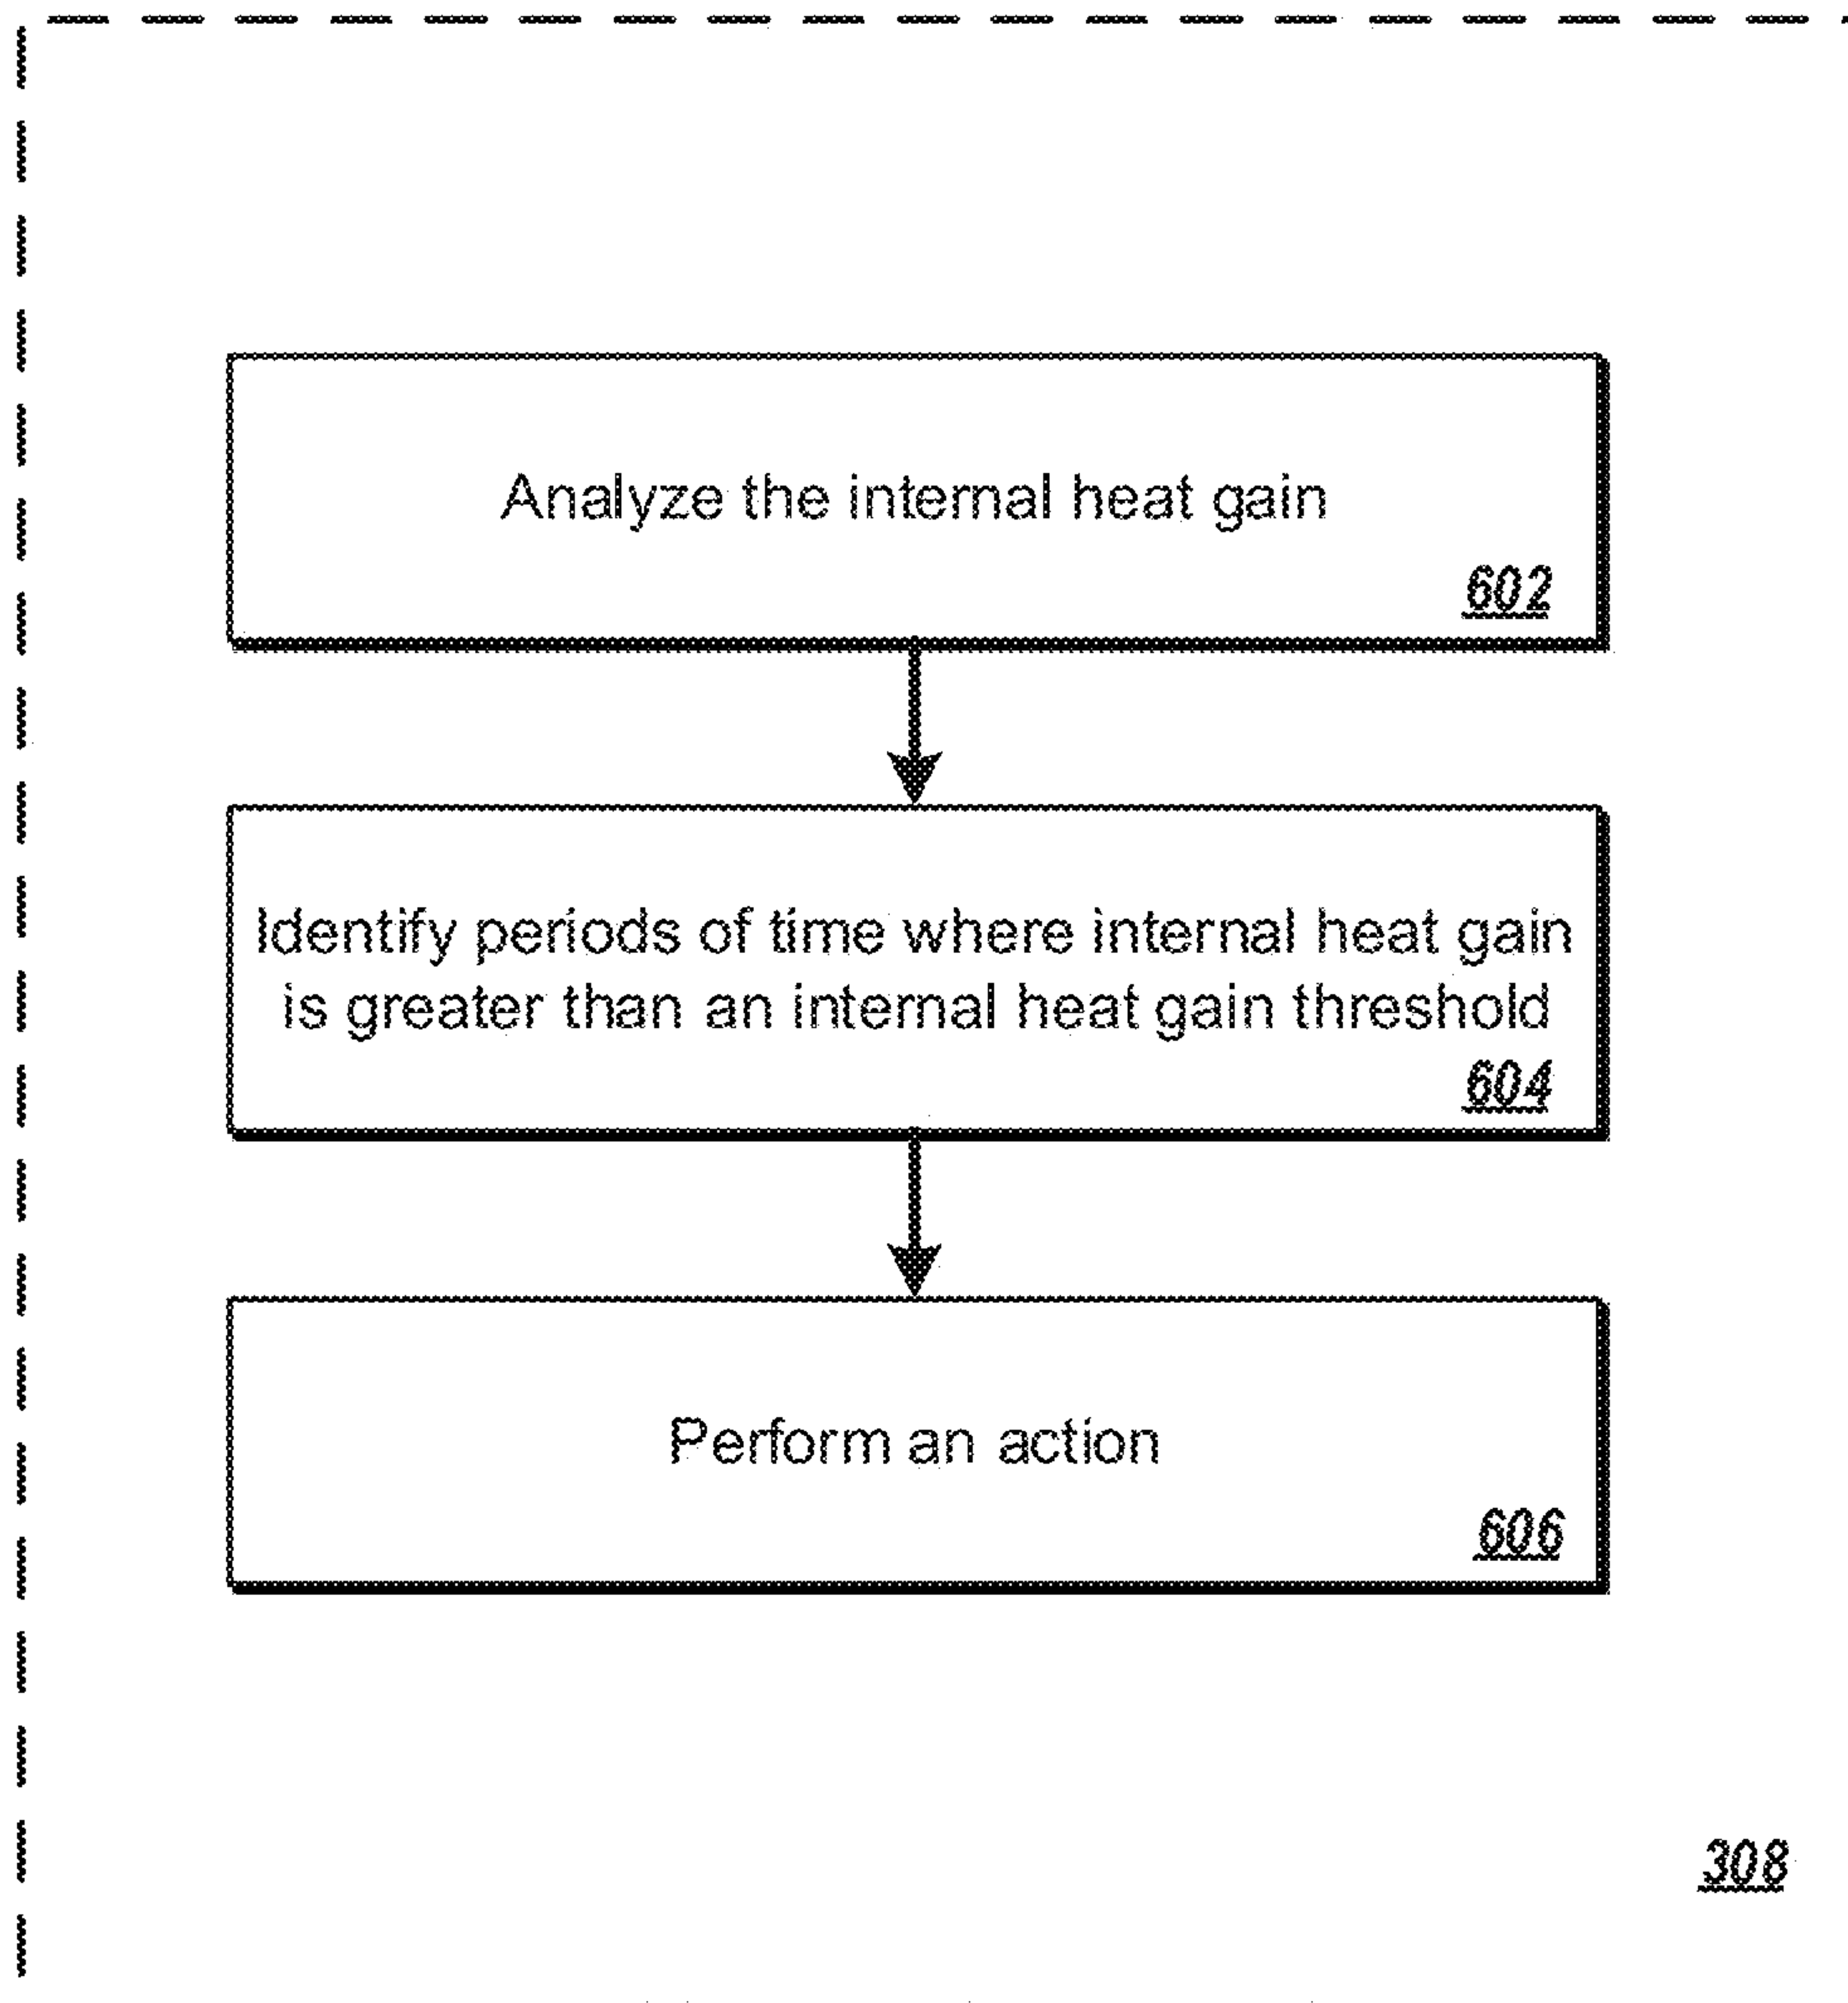 Analyze the internal heat gain
602
Identify periods of time where internal heat gain
is greater than an internal heat gain threshold
604
Perform an action
606
308